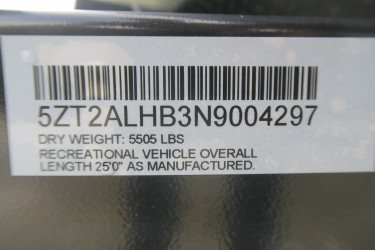 5ZT2ALHB3N9004297
DRY WEIGHT: 5505 LBS
RECREATIONAL VEHICLE OVERALL
LENGTH 25'0" AS MANUFACTURED.